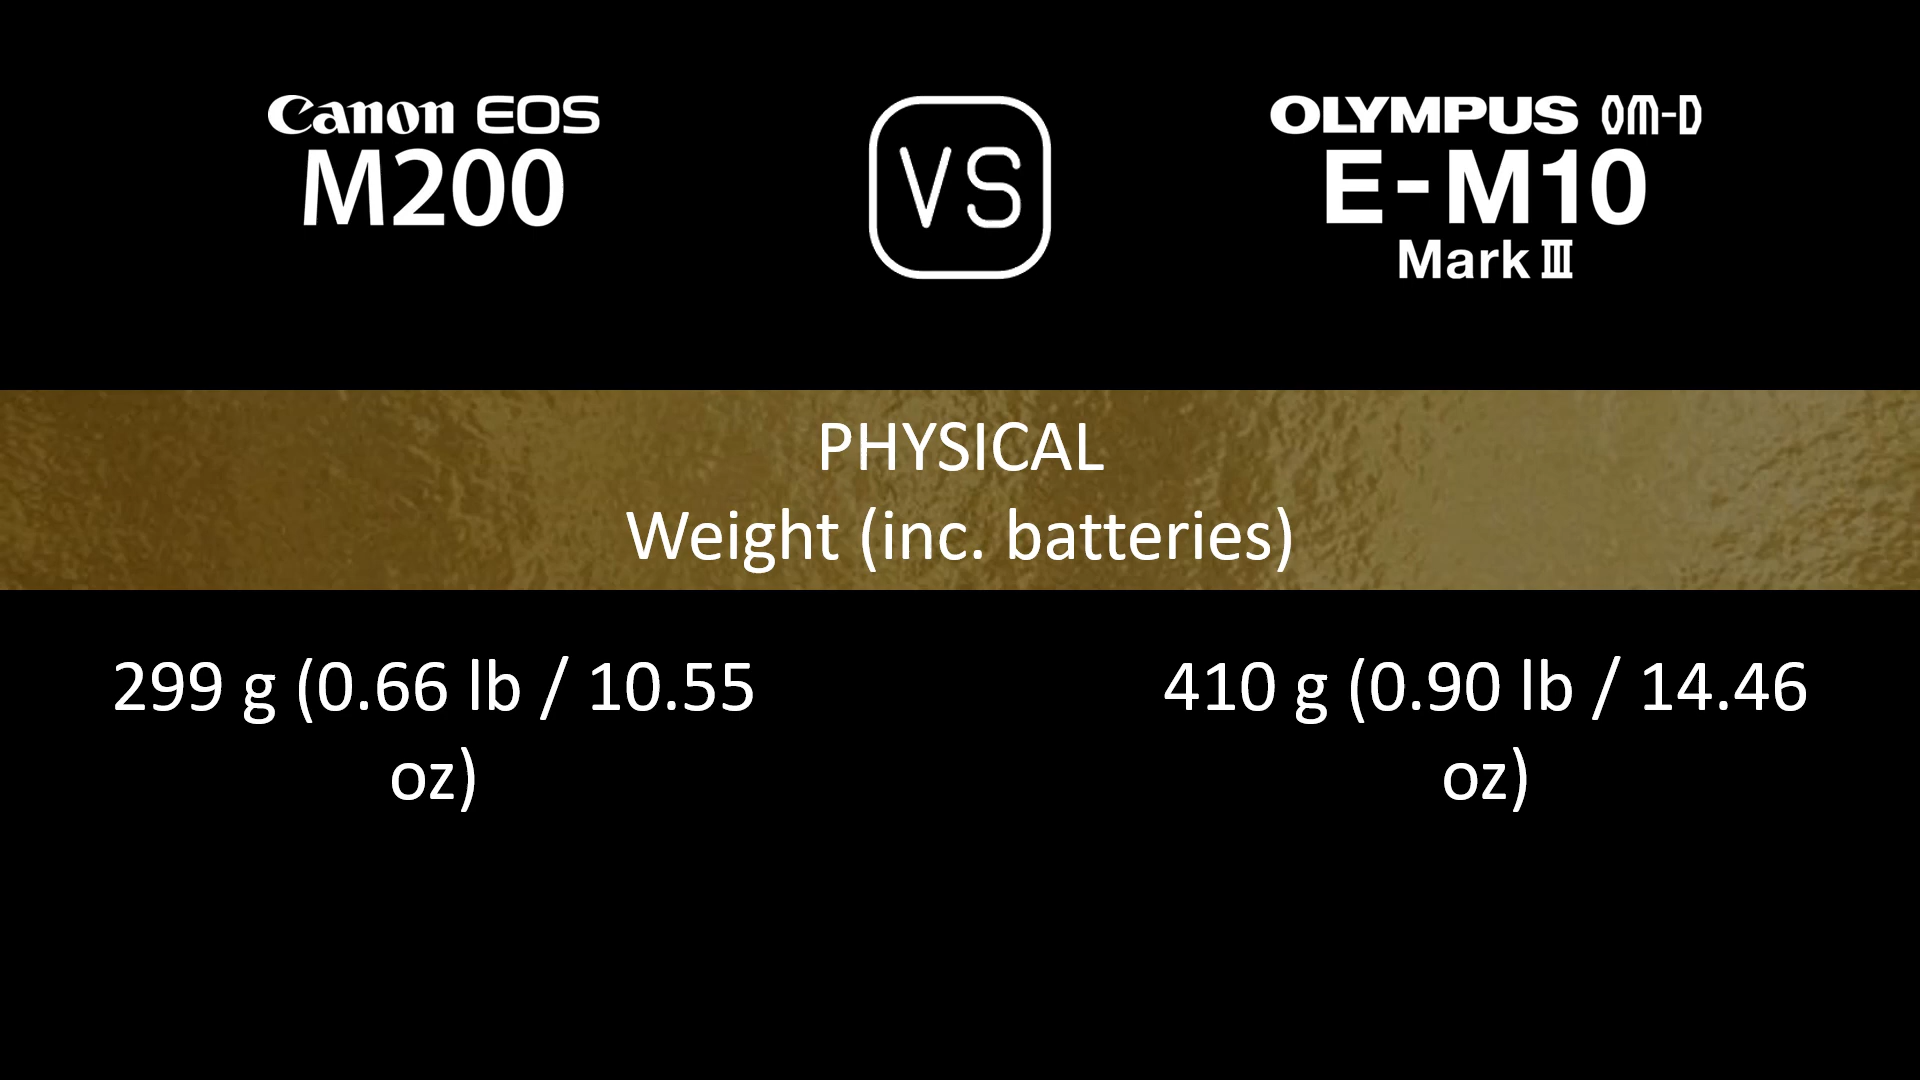 Canon EOS
M200
VS
OLYMPUS OM-D
E-M10
Mark III
PHYSICAL
Weight (inc. batteries)
299 g (0.66 lb / 10.55
oz)
410 g (0.90 lb / 14.46
oz)